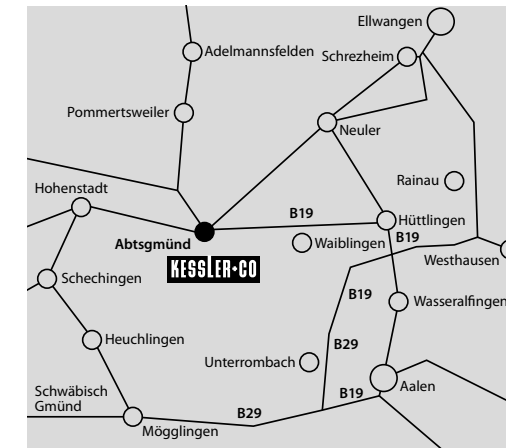 Ellwangen
Adelmannsfelden
Schrezheim
Pommertsweiler
Neuler
Rainau
Hohenstadt
B19
Hüttlingen
Abtsgmünd
Waiblingen
B19
Westhausen
KESSLER+CO
Schechingen
B19
Wasseralfingen
Heuchlingen
B29
Unterrombach
Aalen
Schwäbisch
Gmünd
B19
B29
Mögglingen